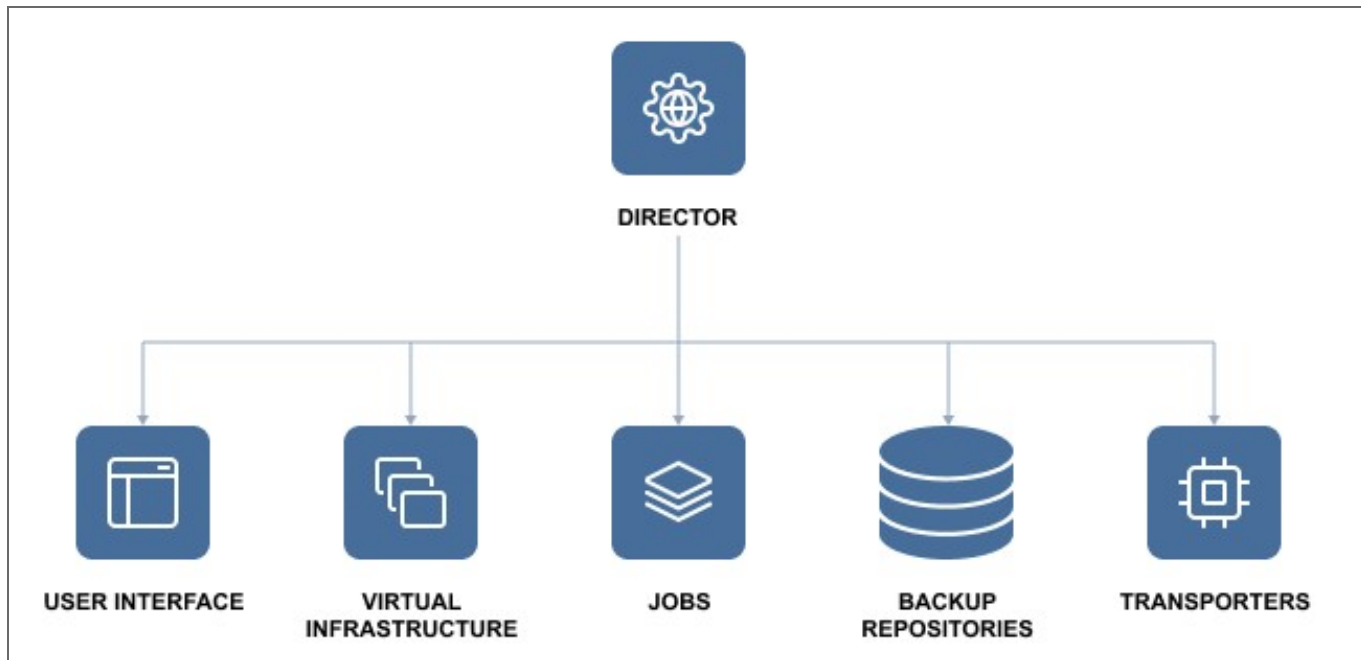 DIRECTOR
USER INTERFACE
VIRTUAL
INFRASTRUCTURE
JOBS
BACKUP
REPOSITORIES
TRANSPORTERS